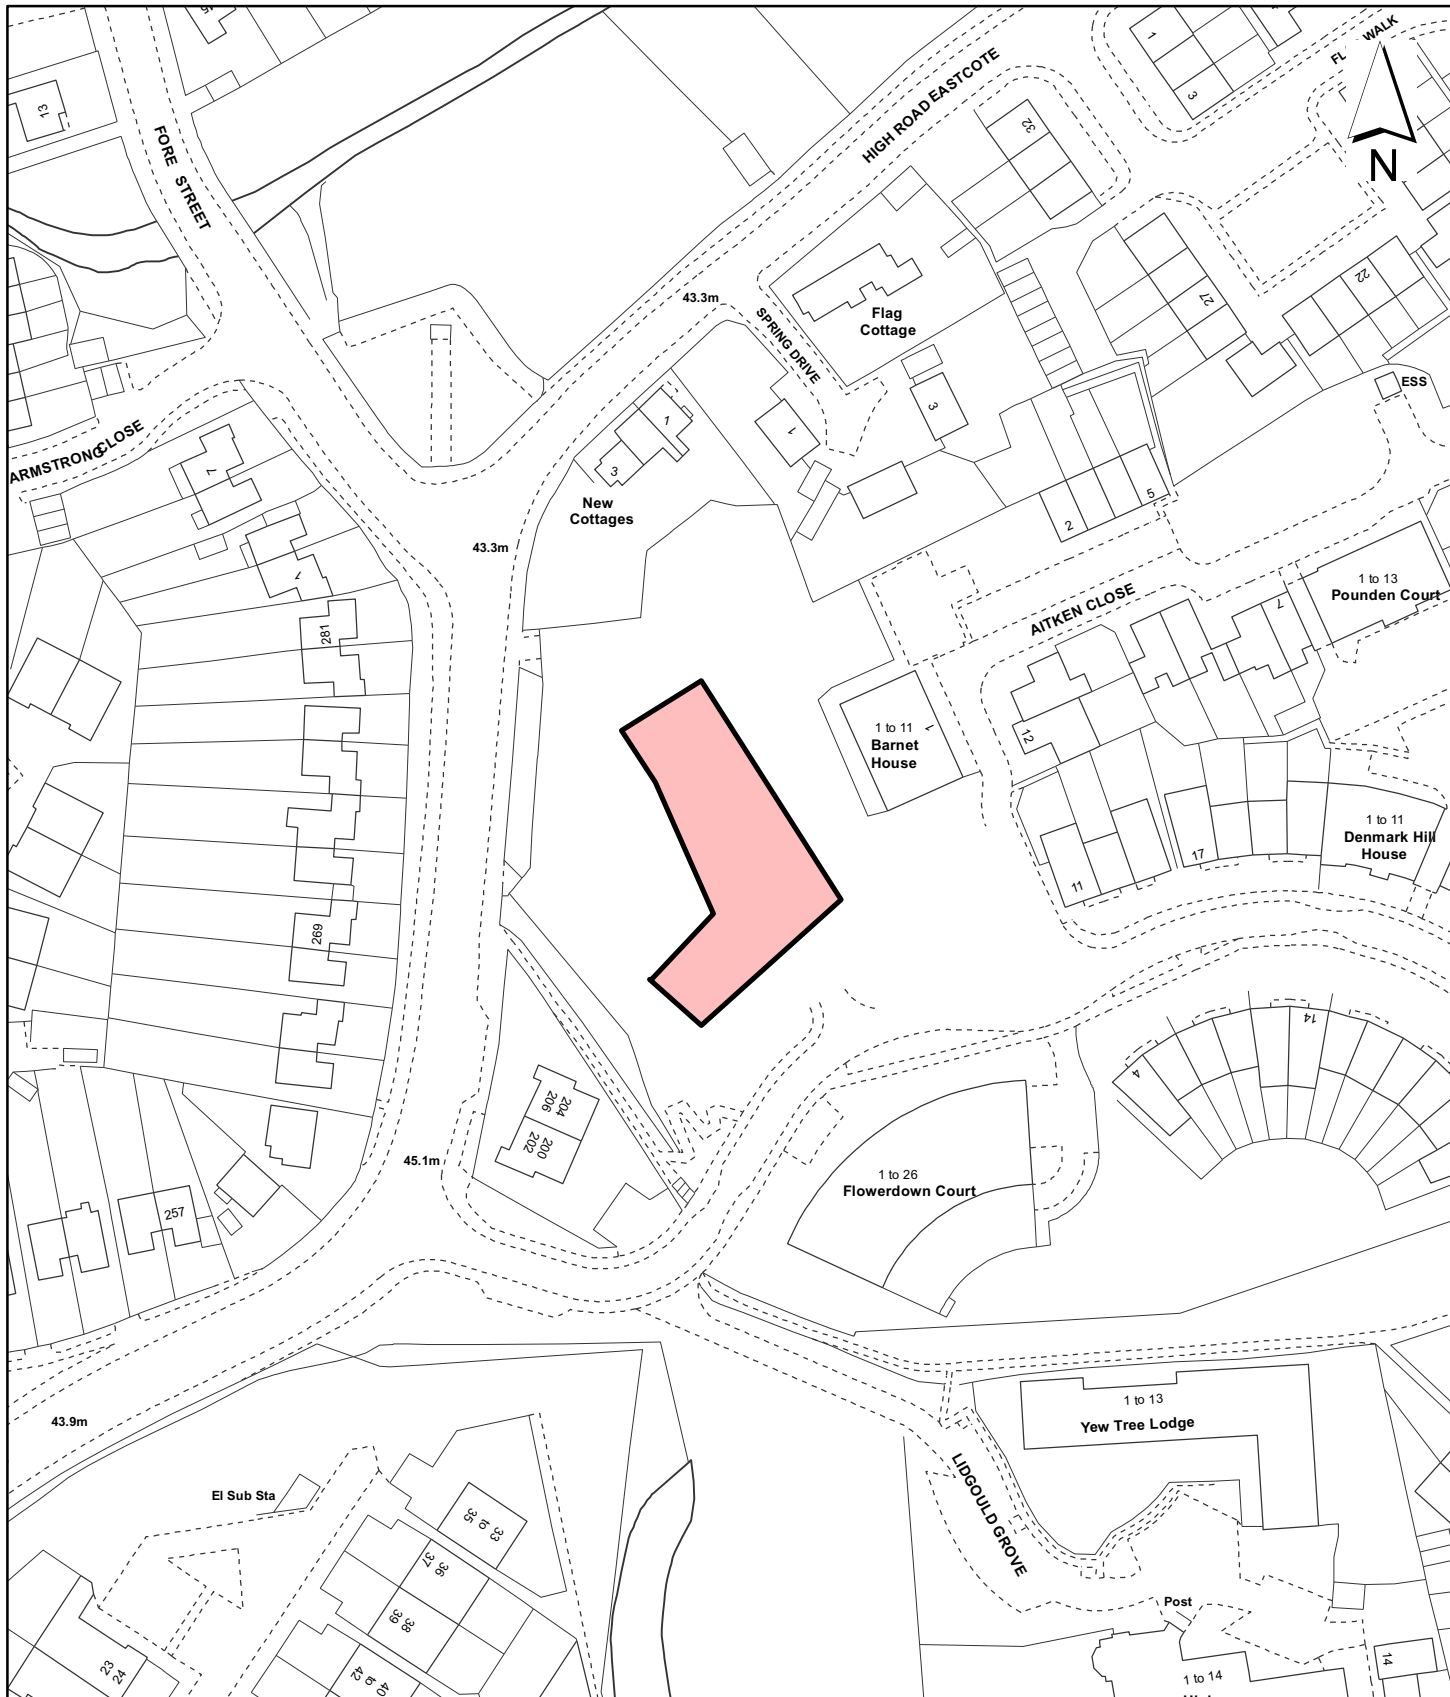 13
FORE STREET
HIGH ROAD EASTCOTE
32
1
3
WALK
N
27
22
43.3m
SPRING DRIVE
Flag
Cottage
ESS
ARMSTRONG CLOSE
7
1
3
New
Cottages
1
3
2
5
43.3m
1
281
AITKEN CLOSE
7
1 to 13
Pounden Court
1 to 11
Barnet
House
1
12
11
17
1 to 11
Denmark Hill
House
269
4
14
204
206
200
202
45.1m
257
1 to 26
Flowerdown Court
43.9m
1 to 13
Yew Tree Lodge
LIDGOULD GROVE
El Sub Sta
33
to
35
36
37
38
39
40
to
42
23
24
Post
14
1 to 14